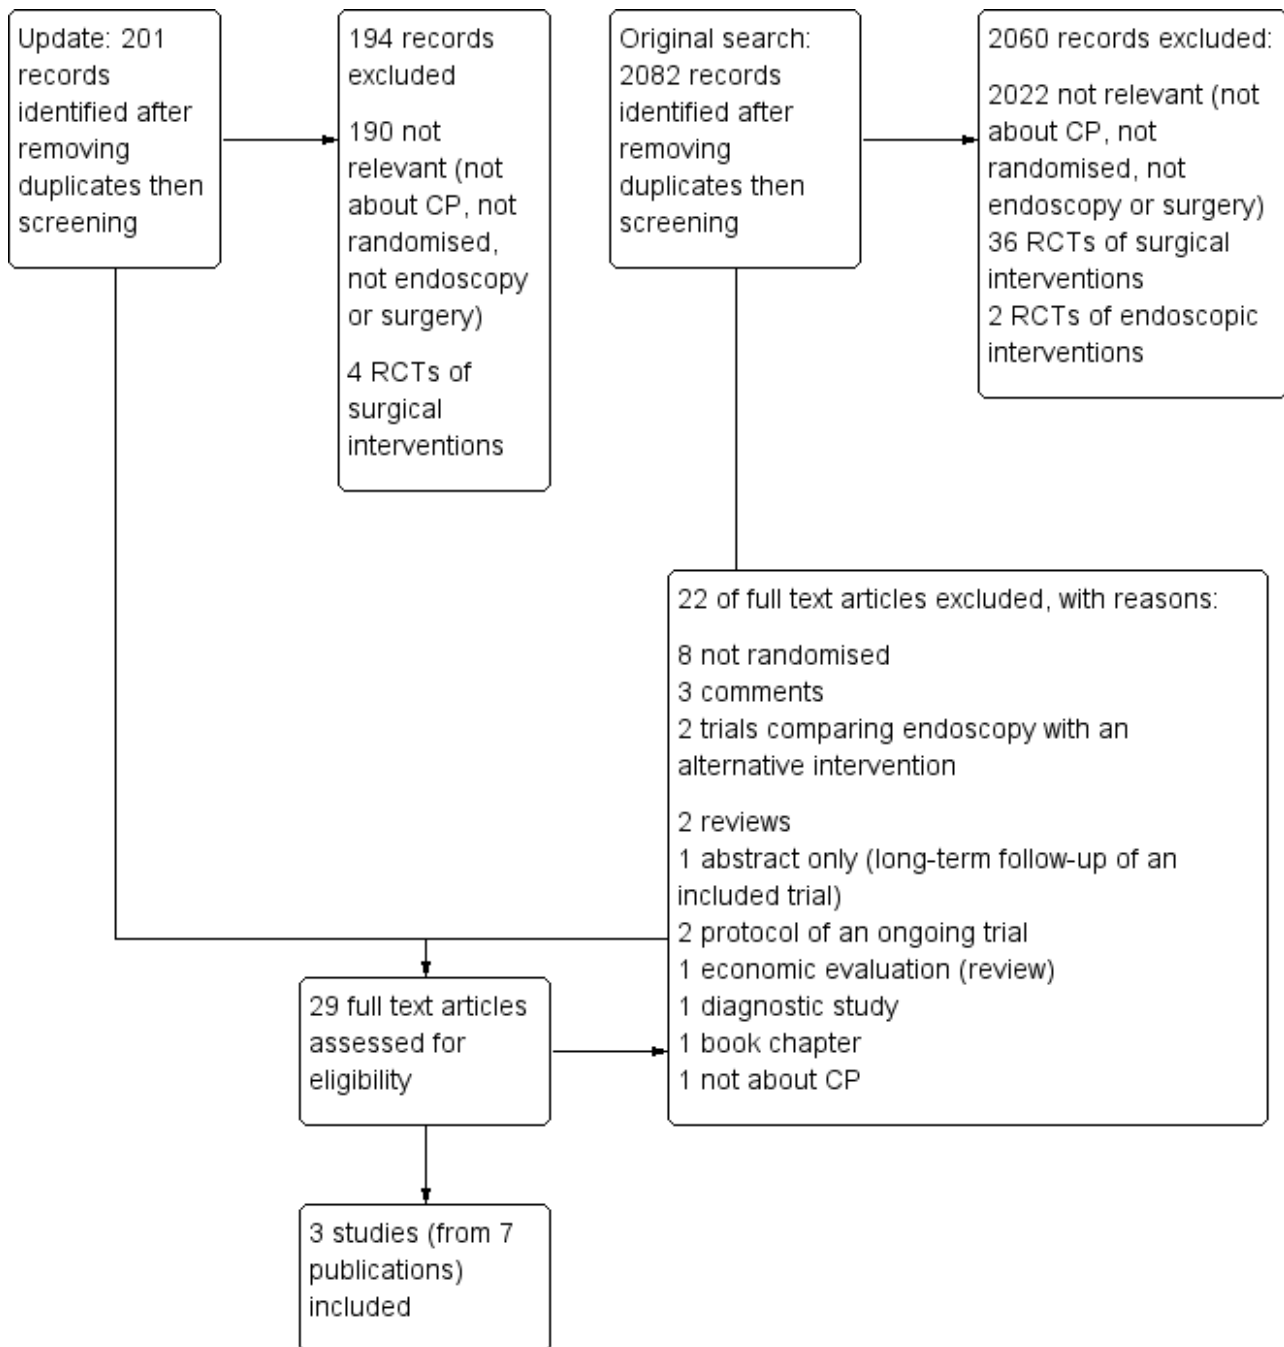 Update: 201
records
identified after
removing
duplicates then
screening
194 records
excluded
190 not
relevant (not
about CP, not
randomised,
not endoscopy
or surgery)
4 RCTs of
surgical
interventions
Original search:
2082 records
identified after
removing
duplicates then
screening
2060 records excluded:
2022 not relevant (not
about CP, not
randomised, not
endoscopy or surgery)
36 RCTs of surgical
interventions
2 RCTs of endoscopic
interventions
22 of full text articles excluded, with reasons:
8 not randomised
3 comments
2 trials comparing endoscopy with an
alternative intervention
2 reviews
1 abstract only (long-term follow-up of an
included trial)
2 protocol of an ongoing trial
1 economic evaluation (review)
1 diagnostic study
1 book chapter
1 not about CP
29 full text articles
assessed for
eligibility
3 studies (from 7
publications)
included